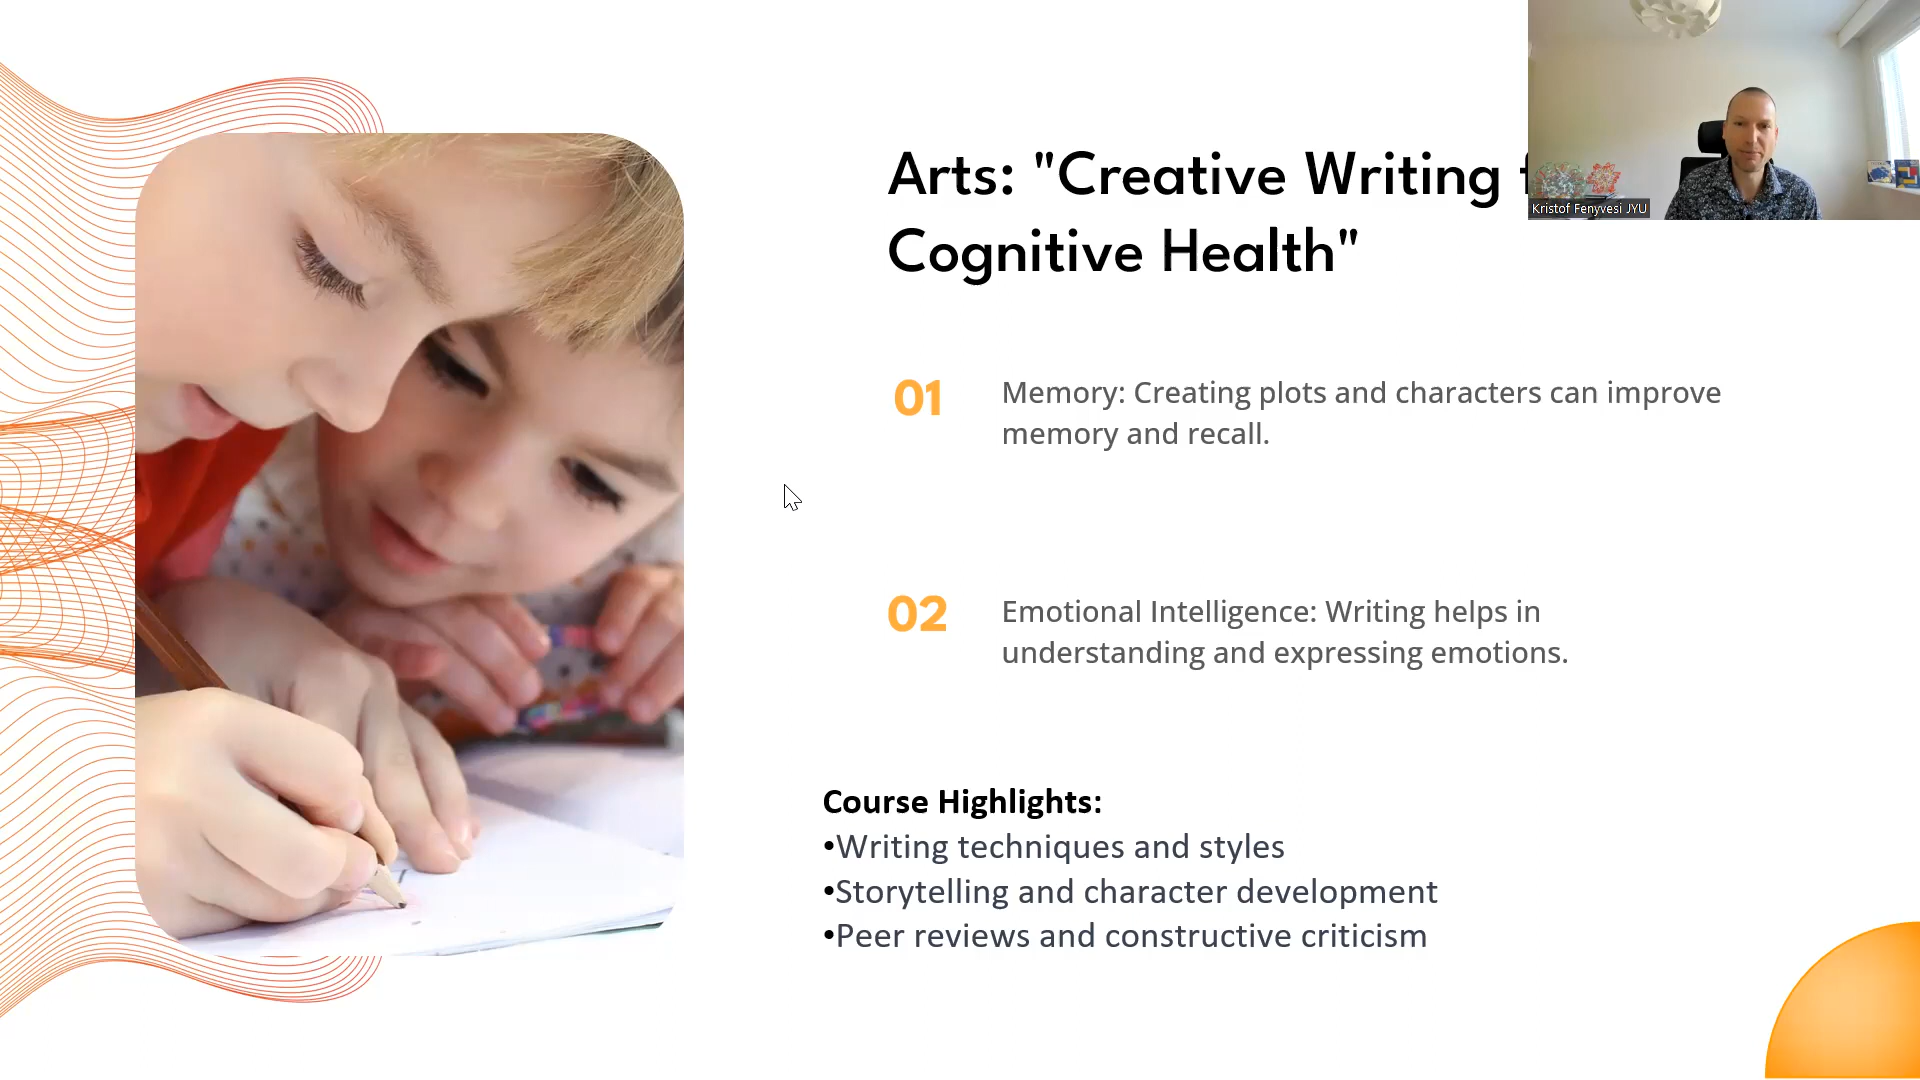 Arts: "Creative Writing
Cognitive Health"
Kristof Fenyvesi JYU
01
Memory: Creating plots and characters can improve
memory and recall.
02
Emotional Intelligence: Writing helps in
understanding and expressing emotions.
Course Highlights:
•Writing techniques and styles
•Storytelling and character development
•Peer reviews and constructive criticism